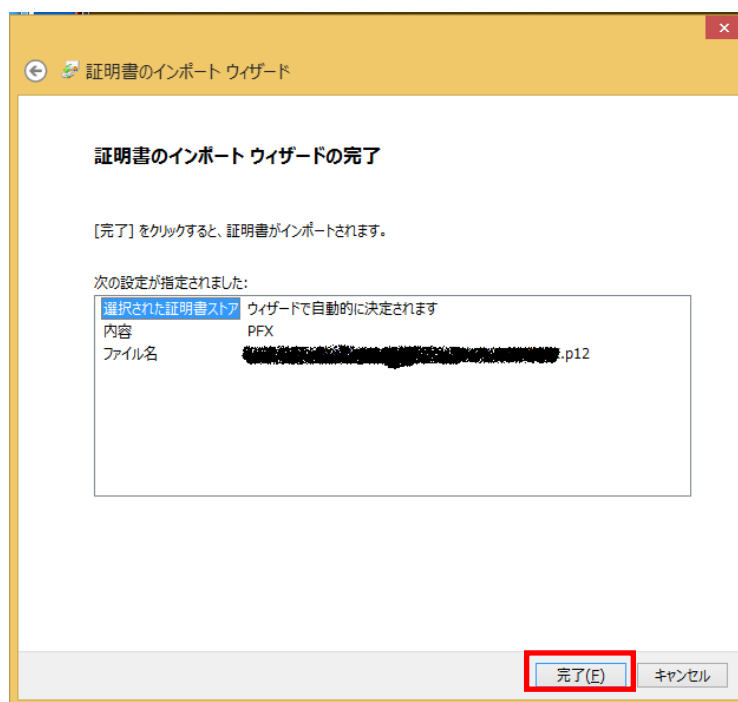 証明書のインポート ウィザード
証明書のインポート ウィザードの完了
[完了] をクリックすると、証明書がインポートされます。
次の設定が指定されました:
選択された証明書ストア ウィザードで自動的に決定されます
内容 PFX
ファイル名 .p12
完了(F) キャンセル